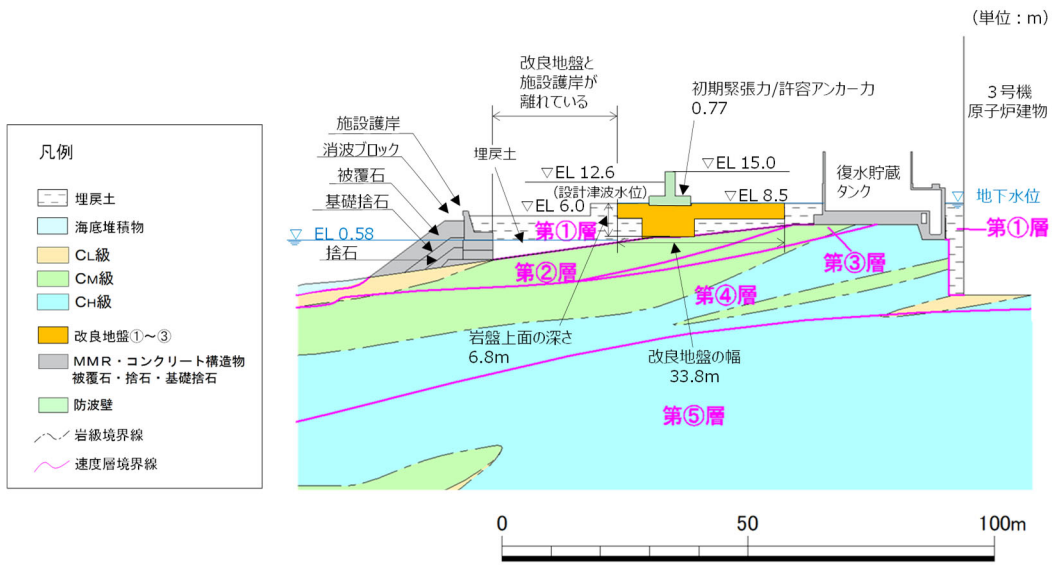 (単位：m)
改良地盤と
施設護岸が
離れている
初期緊張力/許容アンカー力
0.77
3号機
原子炉建物
施設護岸
消波ブロック
被覆石
基礎捨石
捨石
埋戻土
▽EL 12.6
(設計津波水位)
▽EL 15.0
▽EL 6.0
▽EL 8.5
▽EL 0.58
復水貯蔵
タンク
地下水位
第①層
第①層
第②層
第③層
第④層
第⑤層
岩盤上面の深さ
6.8m
改良地盤の幅
33.8m
凡例
埋戻土
海底堆積物
CL級
CM級
CH級
改良地盤①～③
MMR・コンクリート構造物
被覆石・捨石・基礎捨石
防波壁
岩級境界線
速度層境界線
0 50 100m